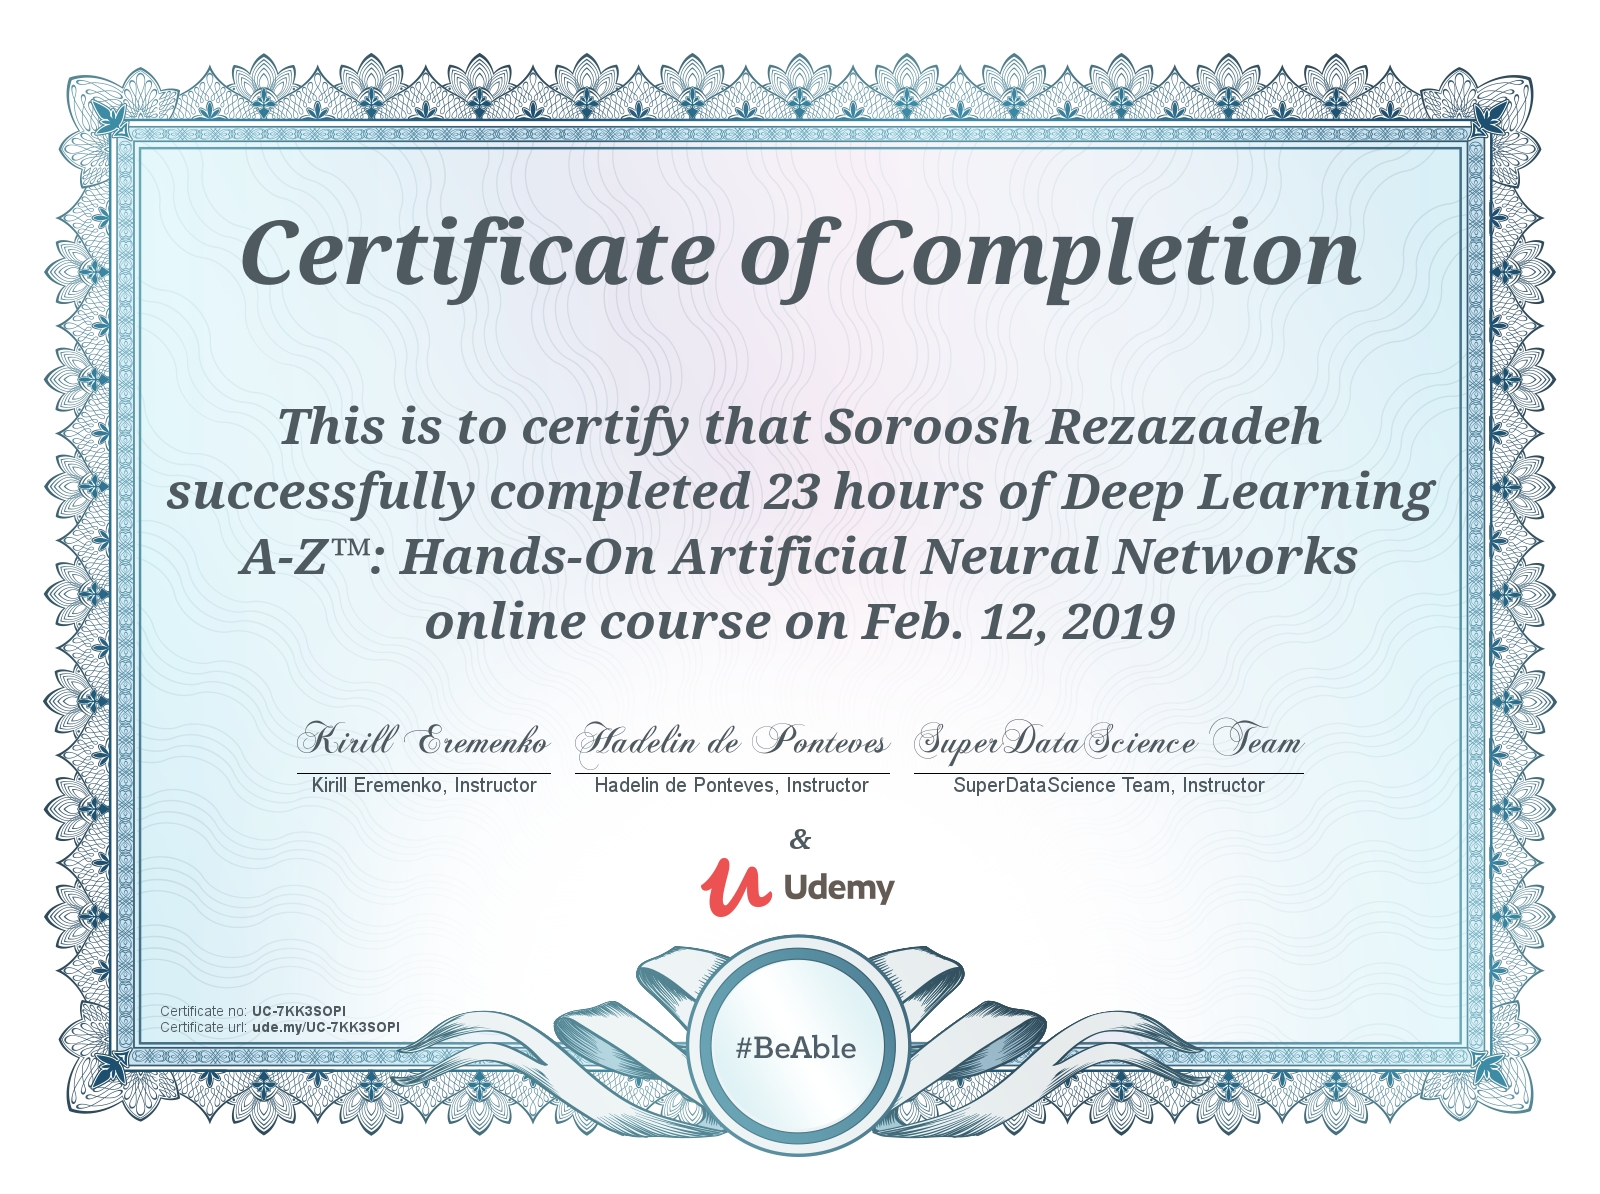 Certificate of Completion
This is to certify that Soroosh Rezazadeh
successfully completed 23 hours of Deep Learning
A-Z™: Hands-On Artificial Neural Networks
online course on Feb. 12, 2019
Kirill Eremenko Hadelin de Ponteves SuperDataScience Team
Kirill Eremenko, Instructor Hadelin de Ponteves, Instructor SuperDataScience Team, Instructor
&
Udemy
Certificate no: UC-7KK3SOPI
Certificate url: ude.my/UC-7KK3SOPI
#BeAble